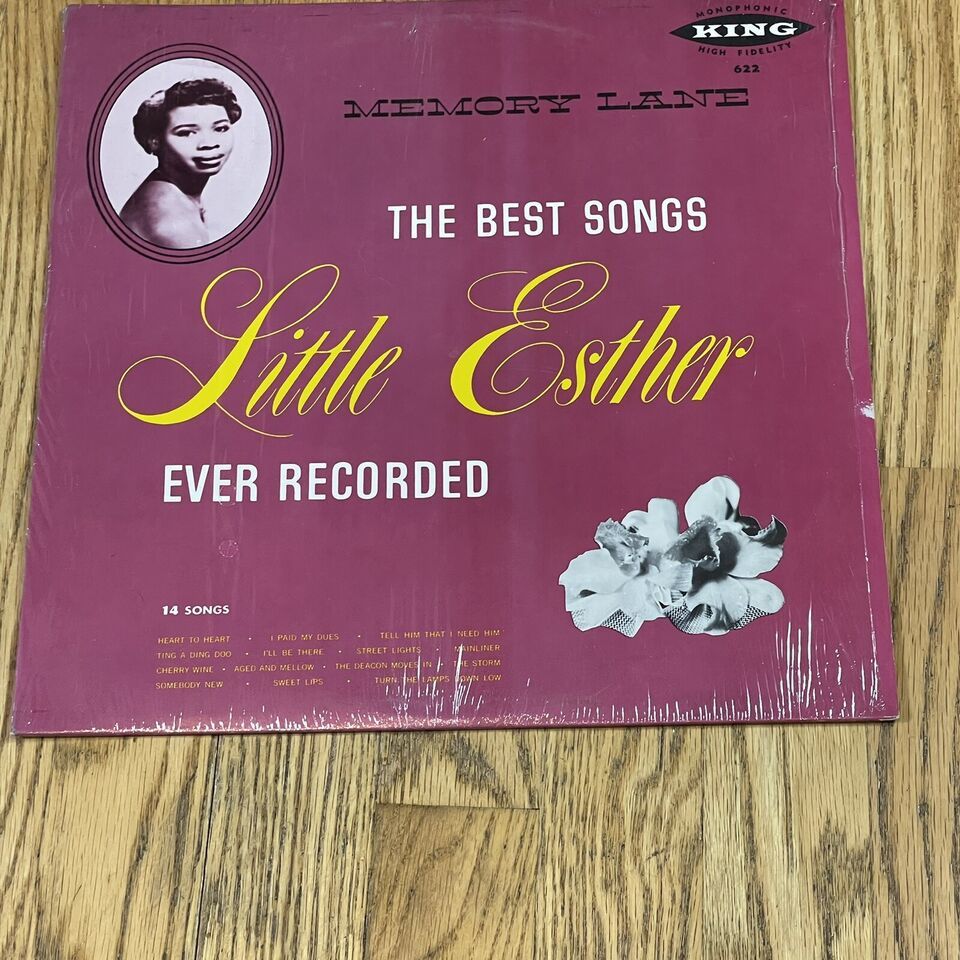 MONOPHONIC
KING
HIGH FIDELITY
622
MEMORY LANE
THE BEST SONGS
Little Esther
EVER RECORDED
14 SONGS
HEART TO HEART • I PAID MY DUES • TELL HIM THAT I NEED HIM
TING A DING DOO • I'LL BE THERE • STREET LIGHTS • MAINLINER
CHERRY WINE • AGED AND MELLOW • THE DEACON MOVES IN • THE STORM
SOMEBODY NEW • SWEET LIPS • TURN THE LAMPS DOWN LOW